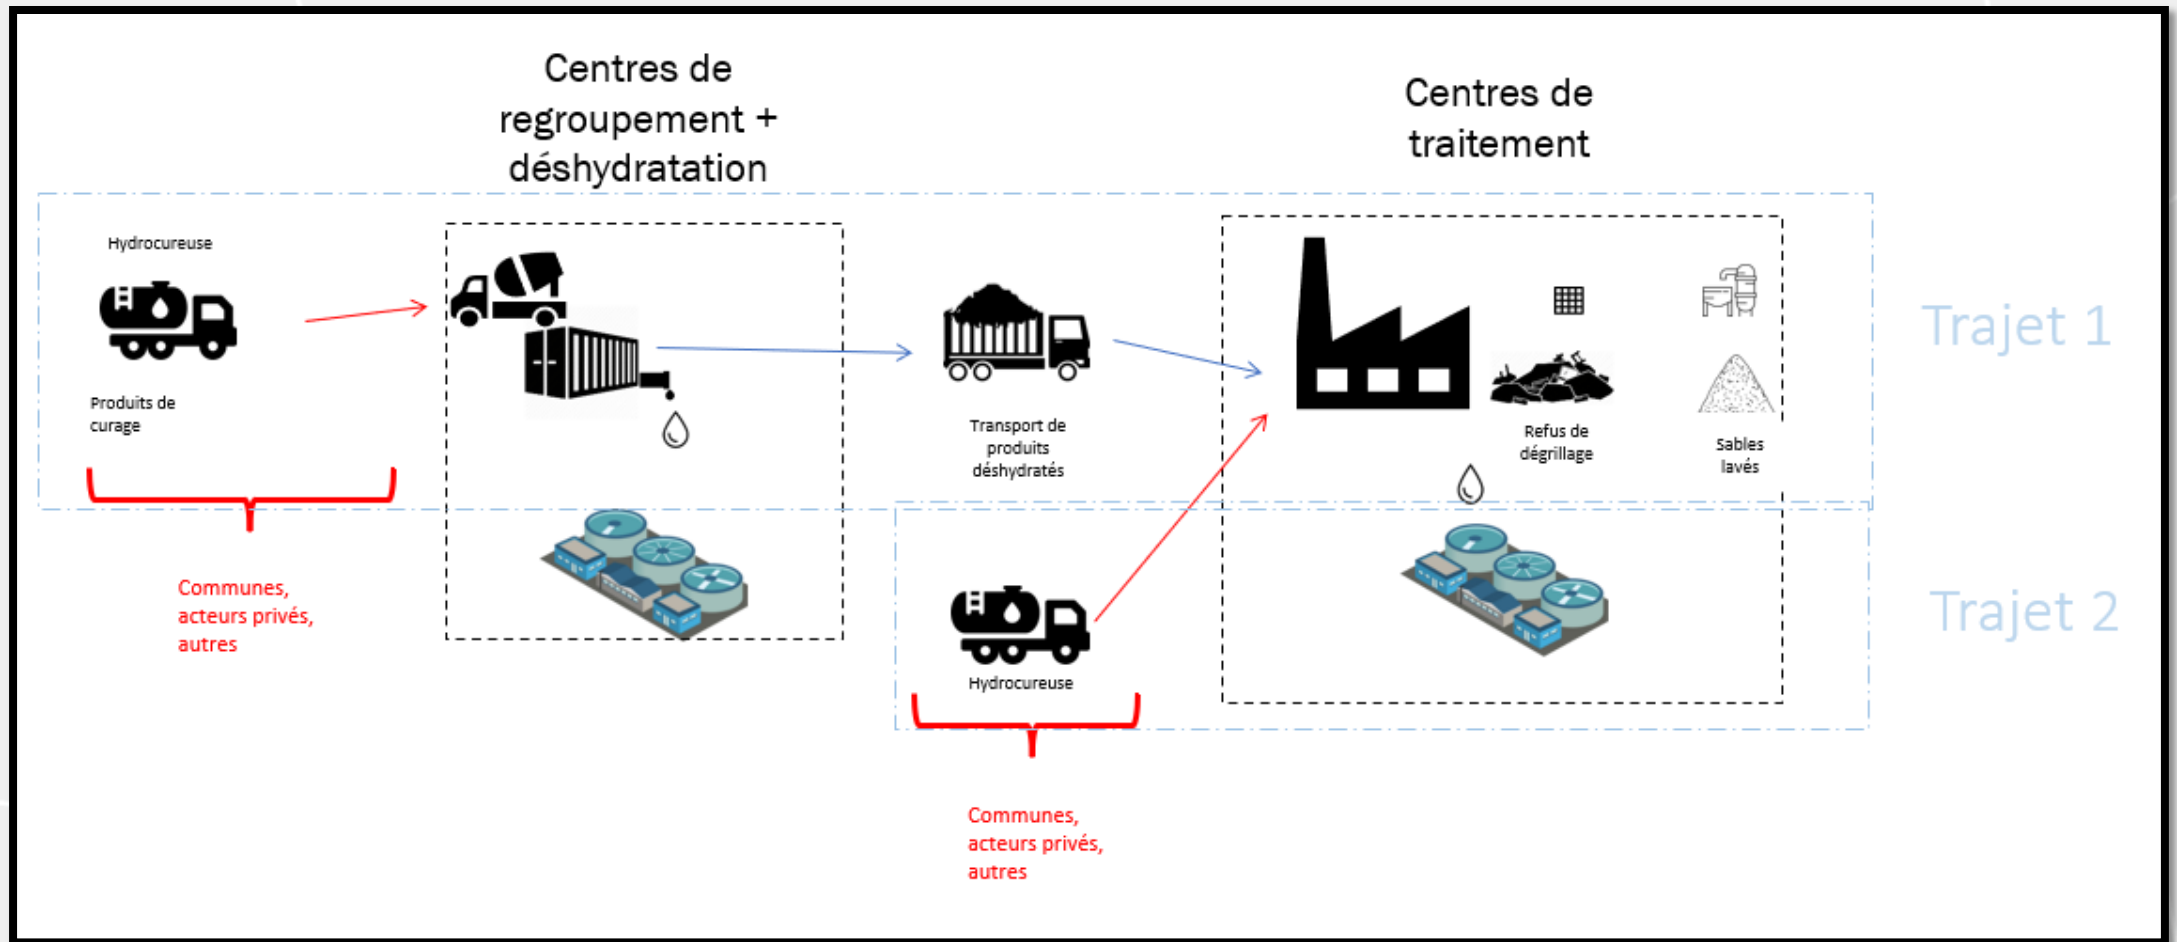 Centres de
regroupement +
déshydratation
Centres de
traitement
Hydrocureuse
Produits de
curage
Transport de
produits
déshydratés
Refus de
dégrillage
Sables
lavés
Trajet 1
Communes,
acteurs privés,
autres
Hydrocureuse
Trajet 2
Communes,
acteurs privés,
autres